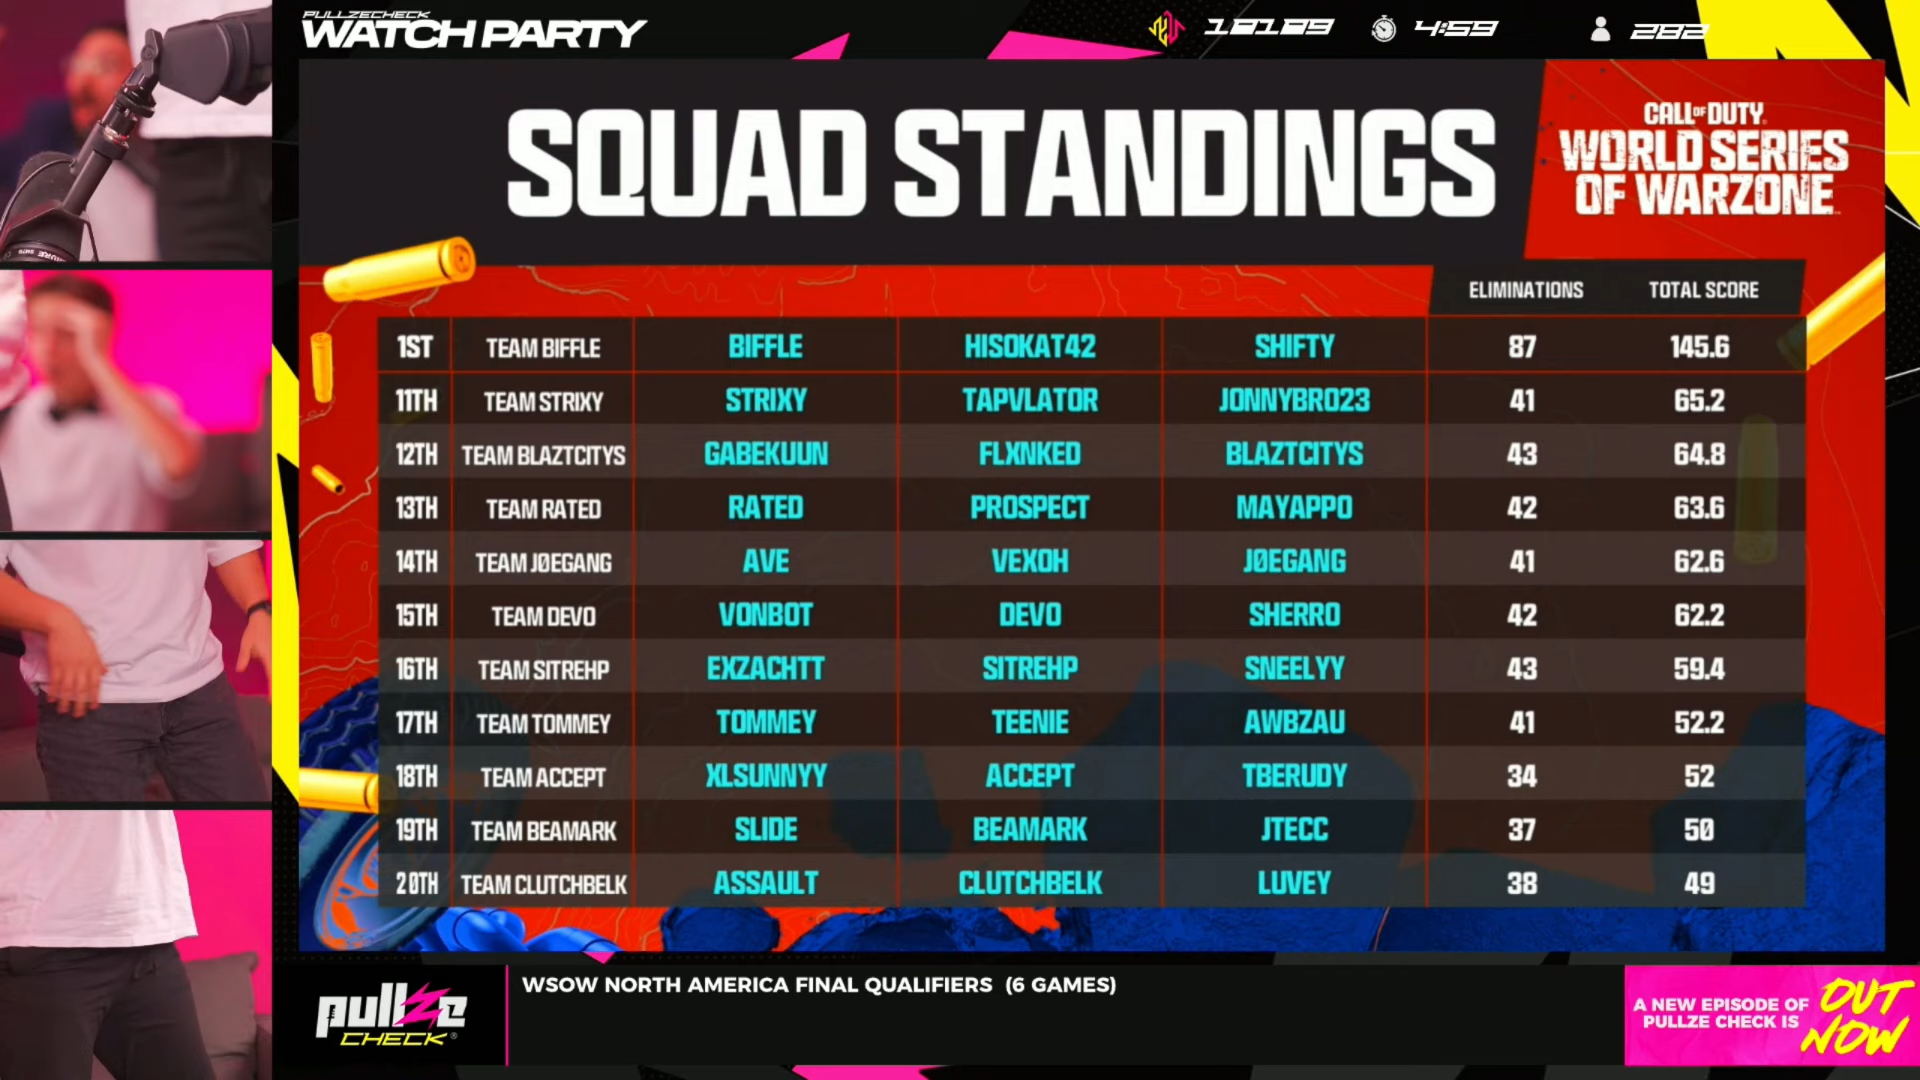 PULLZECHECK
WATCH PARTY
18189
4:59
282
SQUAD STANDINGS
CALL OF DUTY
WORLD SERIES
OF WARZONE
ELIMINATIONS TOTAL SCORE
1ST TEAM BIFFLE BIFFLE HISOKAT42 SHIFTY 87 145.6
11TH TEAM STRIXY STRIXY TAPVLATOR JONNYBRO23 41 65.2
12TH TEAM BLAZTCITYS GABEKUUN FLXNKED BLAZTCITYS 43 64.8
13TH TEAM RATED RATED PROSPECT MAYAPPO 42 63.6
14TH TEAM JØEGANG AVE VEXOH JØEGANG 41 62.6
15TH TEAM DEVO VONBOT DEVO SHERRO 42 62.2
16TH TEAM SITREHP EXZACHTT SITREHP SNEELYY 43 59.4
17TH TEAM TOMMEY TOMMEY TEENIE AWBZAU 41 52.2
18TH TEAM ACCEPT XLSUNNYY ACCEPT TBERUDY 34 52
19TH TEAM BEAMARK SLIDE BEAMARK JTECC 37 50
20TH TEAM CLUTCHBELK ASSAULT CLUTCHBELK LUVEY 38 49
pullze
CHECK
WSOW NORTH AMERICA FINAL QUALIFIERS (6 GAMES)
A NEW EPISODE OF
PULLZE CHECK IS
OUT
NOW